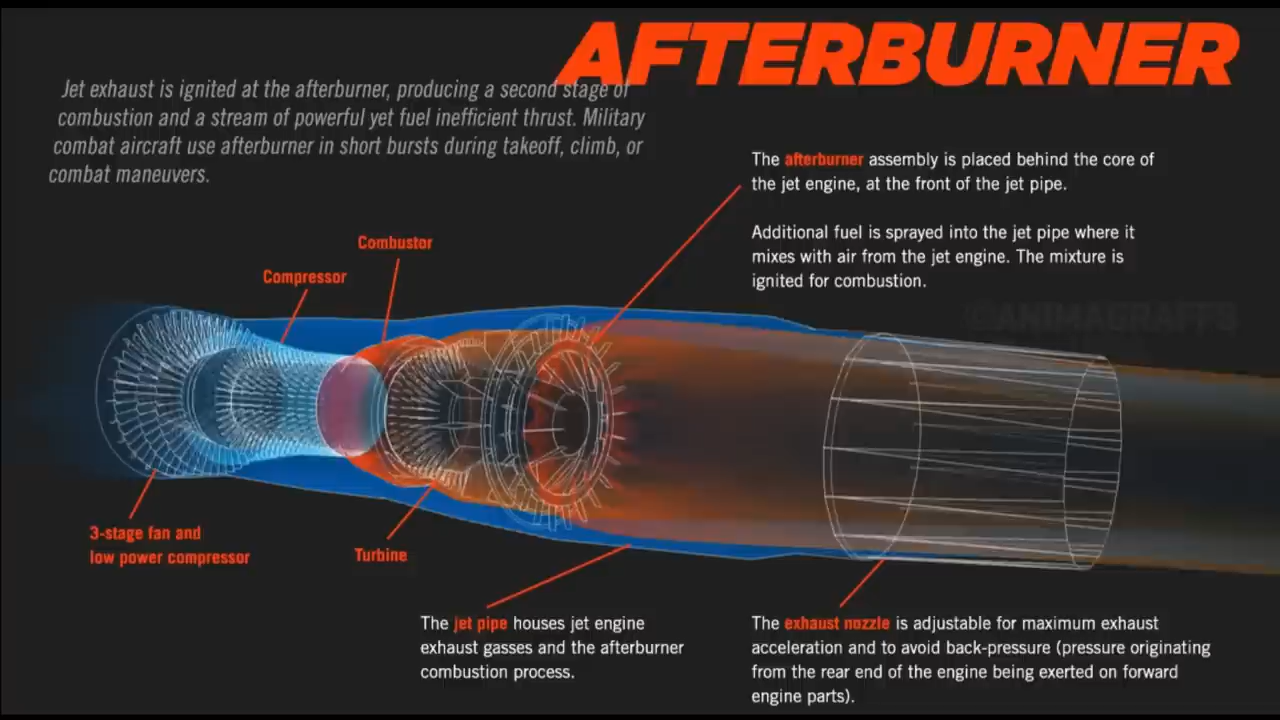 AFTERBURNER
Jet exhaust is ignited at the afterburner, producing a second stage of
combustion and a stream of powerful yet fuel inefficient thrust. Military
combat aircraft use afterburner in short bursts during takeoff, climb, or
combat maneuvers.
The afterburner assembly is placed behind the core of
the jet engine, at the front of the jet pipe.
Additional fuel is sprayed into the jet pipe where it
mixes with air from the jet engine. The mixture is
ignited for combustion.
Combustor
Compressor
@ANIMAGRAFFS
3-stage fan and
low power compressor
Turbine
The jet pipe houses jet engine
exhaust gasses and the afterburner
combustion process.
The exhaust nozzle is adjustable for maximum exhaust
acceleration and to avoid back-pressure (pressure originating
from the rear end of the engine being exerted on forward
engine parts).